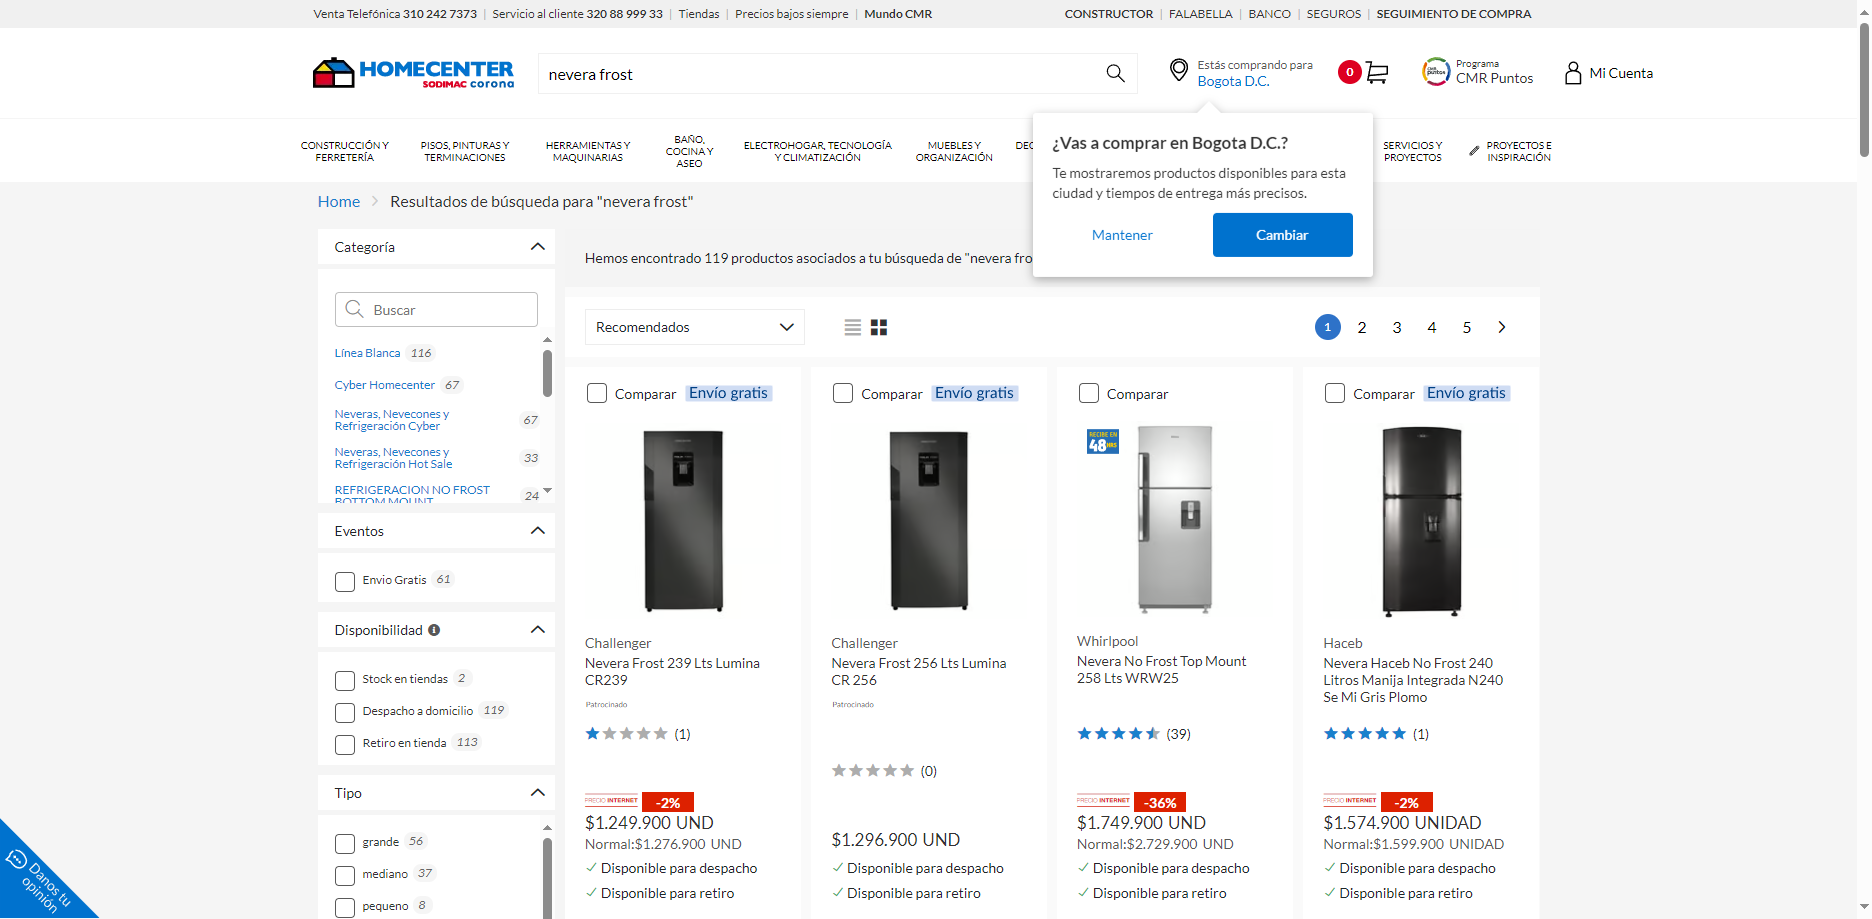 Venta Telefónica 310 242 7373 | Servicio al cliente 320 88 999 33 | Tiendas | Precios bajos siempre | Mundo CMR
CONSTRUCTOR | FALABELLA | BANCO | SEGUROS | SEGUIMIENTO DE COMPRA
HOMECENTER
SODIMAC corona
nevera frost
Estás comprando para
Bogota D.C.
0
Programa
CMR Puntos
Mi Cuenta
CONSTRUCCIÓN Y
FERRETERÍA
PISOS, PINTURAS Y
TERMINACIONES
HERRAMIENTAS Y
MAQUINARIAS
BAÑO,
COCINA Y
ASEO
ELECTROHOGAR, TECNOLOGÍA
Y CLIMATIZACIÓN
MUEBLES Y
ORGANIZACIÓN
DEC
SERVICIOS Y
PROYECTOS
PROYECTOS E
INSPIRACIÓN
¿Vas a comprar en Bogota D.C.?
Te mostraremos productos disponibles para esta
ciudad y tiempos de entrega más precisos.
Mantener
Cambiar
Home > Resultados de búsqueda para "nevera frost"
Categoría
Buscar
Línea Blanca 116
Cyber Homecenter 67
Neveras, Nevecones y
Refrigeración Cyber 67
Neveras, Nevecones y
Refrigeración Hot Sale 33
REFRIGERACION NO FROST
BOTTOM MOUNT 24
Eventos
Envio Gratis 61
Disponibilidad
Stock en tiendas 2
Despacho a domicilio 119
Retiro en tienda 113
Tipo
grande 56
mediano 37
pequeno 8
Danos tu
opinión
Hemos encontrado 119 productos asociados a tu búsqueda de "nevera fro
Recomendados
1 2 3 4 5
Comparar Envío gratis
Challenger
Nevera Frost 239 Lts Lumina
CR239
Patrocinado
(1)
PRECIO INTERNET -2%
$1.249.900 UND
Normal:$1.276.900 UND
Disponible para despacho
Disponible para retiro
Comparar Envío gratis
Challenger
Nevera Frost 256 Lts Lumina
CR 256
Patrocinado
(0)
$1.296.900 UND
Disponible para despacho
Disponible para retiro
Comparar
RECIBE EN
48HRS
Whirlpool
Nevera No Frost Top Mount
258 Lts WRW25
(39)
PRECIO INTERNET -36%
$1.749.900 UND
Normal:$2.729.900 UND
Disponible para despacho
Disponible para retiro
Comparar Envío gratis
Haceb
Nevera Haceb No Frost 240
Litros Manija Integrada N240
Se Mi Gris Plomo
(1)
PRECIO INTERNET -2%
$1.574.900 UNIDAD
Normal:$1.599.900 UNIDAD
Disponible para despacho
Disponible para retiro